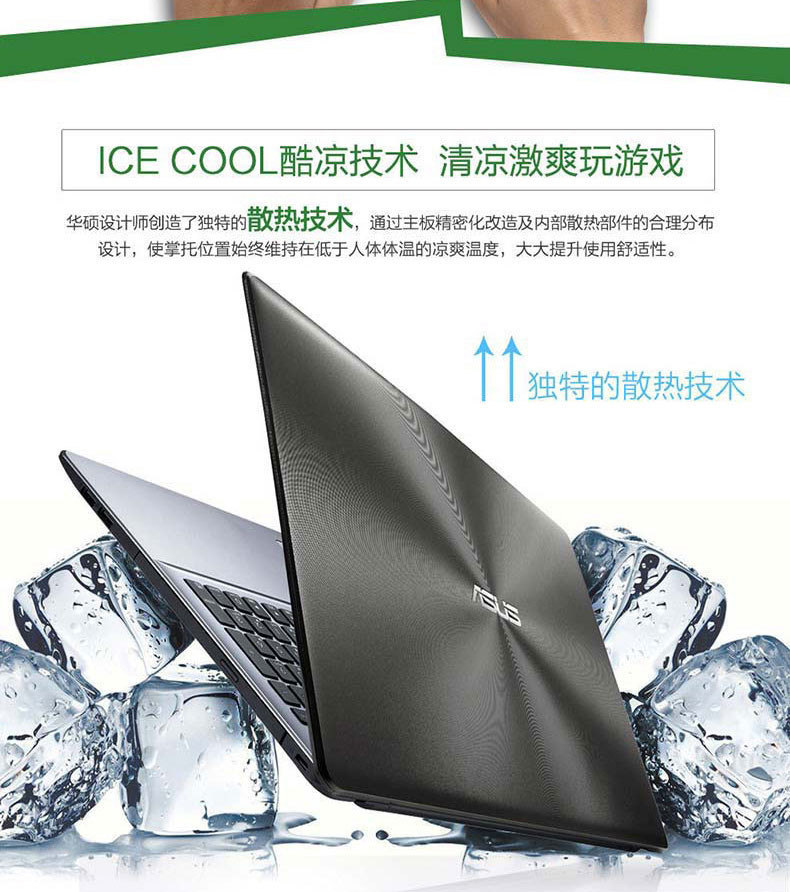 ICE COOL酷凉技术 清凉激爽玩游戏
华硕设计师创造了独特的散热技术，通过主板精密化改造及内部散热部件的合理分布
设计，使掌托位置始终维持在低于人体体温的凉爽温度，大大提升使用舒适性。
独特的散热技术
ASUS